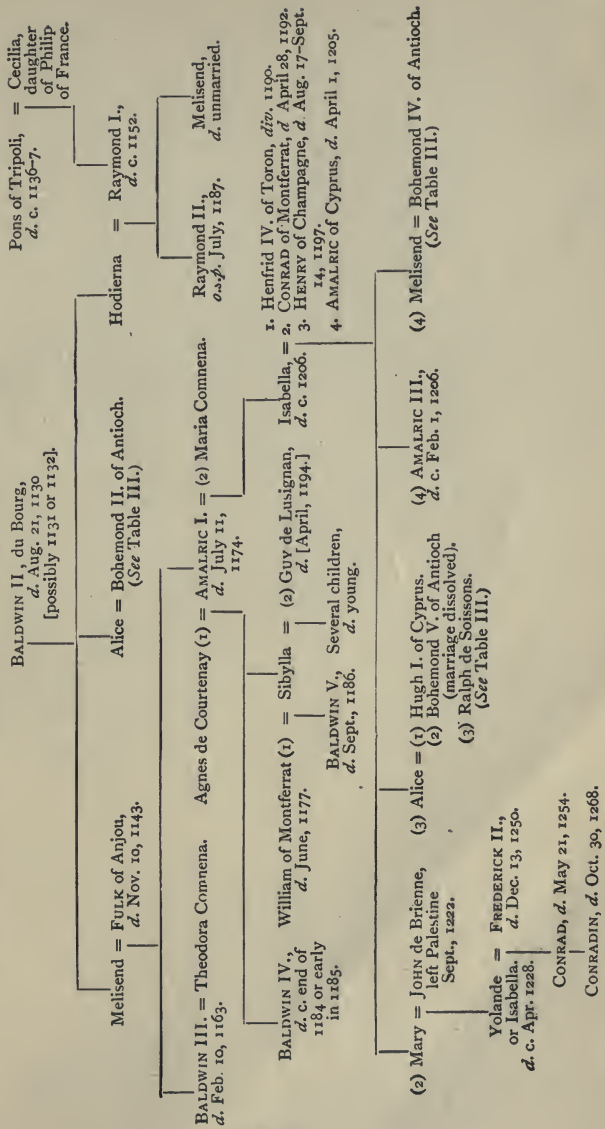 BALDWIN II, du Bourg,
d. Aug. 21, 1130
[possibly 1131 or 1132].
Pons of Tripoli,
d. c. 1136-7.
= Cecilia,
daughter
of Philip
of France.
Melisend = FULK of Anjou,
d. Nov. 10, 1143.
Alice = Bohemond II. of Antioch.
(See Table III.)
Hodierna = Raymond I.,
d. c. 1152.
BALDWIN III. = Theodora Comnena.
d. Feb. 10, 1163.
Agnes de Courtenay (1) = AMALRIC I. = (2) Maria Comnena.
d. July 11,
1174.
Raymond II.,
o.s.p. July, 1187.
Melisend,
d. unmarried.
BALDWIN IV.,
d. c. end of
1184 or early
in 1185.
William of Montferrat (1) = Sibylla = (2) GUY de Lusignan,
d. June, 1177.
d. [April, 1194.]
Isabella, =
d. c. 1206.
1. Henfrid IV. of Toron, div. 1190.
2. CONRAD of Montferrat, d April 28, 1192.
3. HENRY of Champagne, d. Aug. 17-Sept.
14, 1197.
4. AMALRIC of Cyprus, d. April 1, 1205.
BALDWIN V.,
d. Sept., 1186.
Several children,
d. young.
(2) Mary = JOHN de Brienne,
left Palestine
Sept., 1222.
(3) Alice = (1) Hugh I. of Cyprus.
(2) Bohemond V. of Antioch
(marriage dissolved).
(3) Ralph de Soissons.
(See Table III.)
(4) AMALRIC III.,
d. c. Feb. 1, 1206.
(4) Melisend = Bohemond IV. of Antioch.
(See Table III.)
Yolande = FREDERICK II.,
or Isabella. d. Dec. 13, 1250.
d. c. Apr. 1228.
CONRAD, d. May 21, 1254.
CONRADIN, d. Oct. 30, 1268.